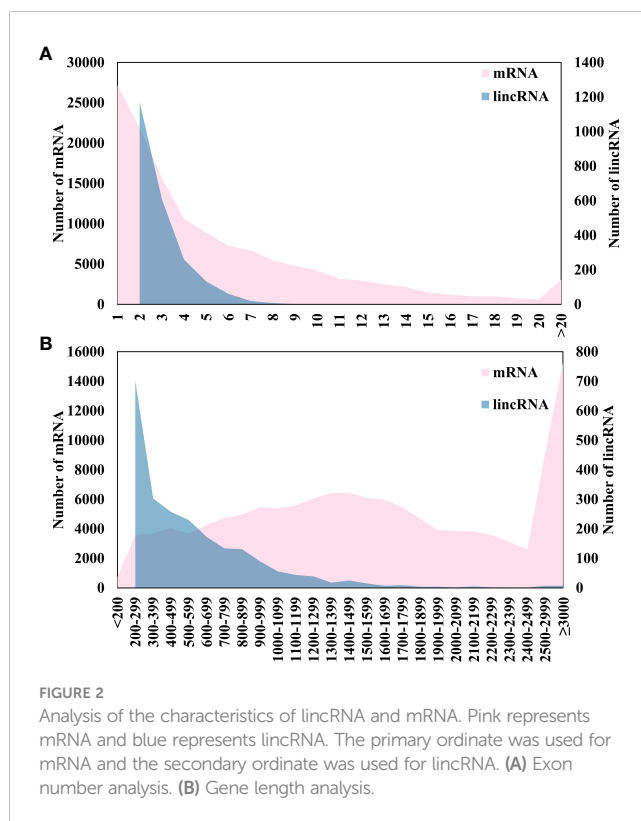 A
30000
25000
20000
15000
10000
5000
0
Number of mRNA
1400
1200
1000
800
600
400
200
0
Number of lincRNA
mRNA
lincRNA
1 2 3 4 5 6 7 8 9 10 11 12 13 14 15 16 17 18 19 20 >20
B
16000
14000
12000
10000
8000
6000
4000
2000
0
Number of mRNA
800
700
600
500
400
300
200
100
0
Number of lincRNA
mRNA
lincRNA
<200 200-299 300-399 400-499 500-599 600-699 700-799 800-899 900-999 1000-1099 1100-1199 1200-1299 1300-1399 1400-1499 1500-1599 1600-1699 1700-1799 1800-1899 1900-1999 2000-2099 2100-2199 2200-2299 2300-2399 2400-2499 2500-2999 ≥3000
FIGURE 2
Analysis of the characteristics of lincRNA and mRNA. Pink represents
mRNA and blue represents lincRNA. The primary ordinate was used for
mRNA and the secondary ordinate was used for lincRNA. (A) Exon
number analysis. (B) Gene length analysis.